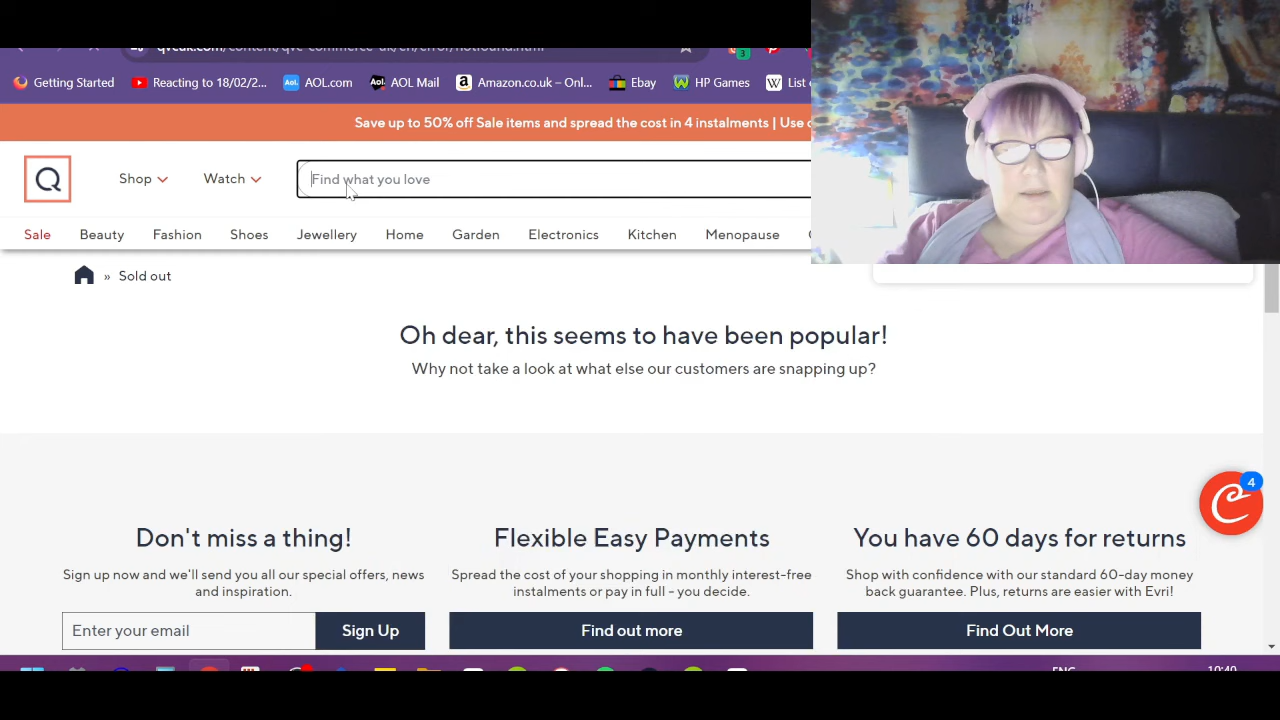 Getting Started
Reacting to 18/02/2...
Aol.
AOL.com
Aol.
AOL Mail
a
Amazon.co.uk – Onl...
Ebay
W
HP Games
W
List
3
Save up to 50% off Sale items and spread the cost in 4 instalments | Use
Q
Shop
Watch
Find what you love
Sale
Beauty
Fashion
Shoes
Jewellery
Home
Garden
Electronics
Kitchen
Menopause
» Sold out
Oh dear, this seems to have been popular!
Why not take a look at what else our customers are snapping up?
4
Don't miss a thing!
Sign up now and we'll send you all our special offers, news
and inspiration.
Enter your email
Sign Up
Flexible Easy Payments
Spread the cost of your shopping in monthly interest-free
instalments or pay in full – you decide.
Find out more
You have 60 days for returns
Shop with confidence with our standard 60-day money
back guarantee. Plus, returns are easier with Evri!
Find Out More
ENG
10:40